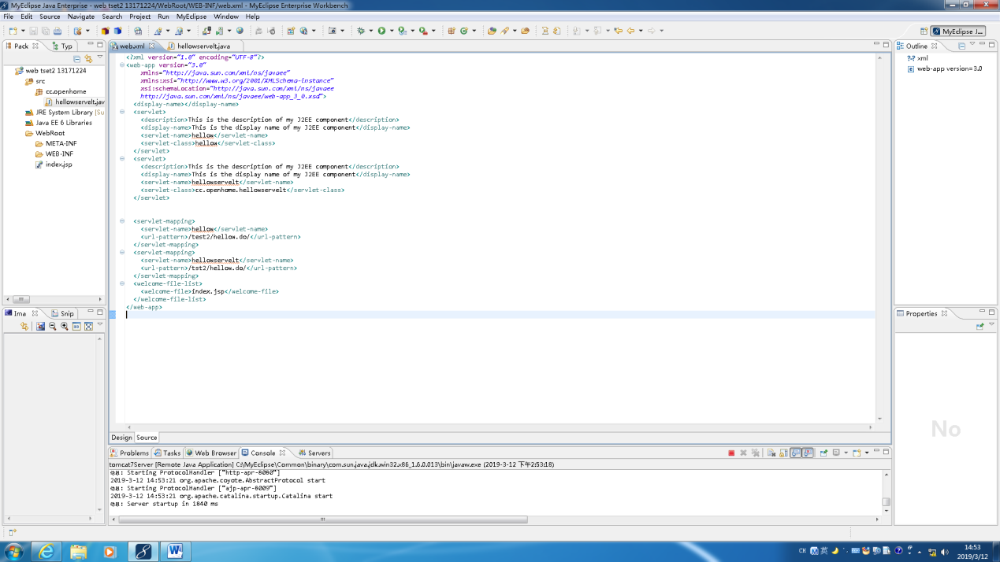 MyEclipse Java Enterprise - web tset2 13171224/WebRoot/WEB-INF/web.xml - MyEclipse Enterprise Workbench
File Edit Source Navigate Search Project Run MyEclipse Window Help
MyEclipse J...
Pack Typ
web tset2 13171224
src
cc.openhome
hellowservelt.jav
JRE System Library [Su
Java EE 6 Libraries
WebRoot
META-INF
WEB-INF
index.jsp
web.xml hellowservelt.java
<?xml version="1.0" encoding="UTF-8"?>
<web-app version="3.0"
xmlns="http://java.sun.com/xml/ns/javaee"
xmlns:xsi="http://www.w3.org/2001/XMLSchema-instance"
xsi:schemaLocation="http://java.sun.com/xml/ns/javaee
http://java.sun.com/xml/ns/javaee/web-app_3_0.xsd">
<display-name></display-name>
<servlet>
<description>This is the description of my J2EE component</description>
<display-name>This is the display name of my J2EE component</display-name>
<servlet-name>hellow</servlet-name>
<servlet-class>hellow</servlet-class>
</servlet>
<servlet>
<description>This is the description of my J2EE component</description>
<display-name>This is the display name of my J2EE component</display-name>
<servlet-name>hellowservelt</servlet-name>
<servlet-class>cc.openhome.hellowservelt</servlet-class>
</servlet>
<servlet-mapping>
<servlet-name>hellow</servlet-name>
<url-pattern>/test2/hellow.do/</url-pattern>
</servlet-mapping>
<servlet-mapping>
<servlet-name>hellowservelt</servlet-name>
<url-pattern>/tst2/hellow.do/</url-pattern>
</servlet-mapping>
<welcome-file-list>
<welcome-file>index.jsp</welcome-file>
</welcome-file-list>
</web-app>
Design Source
Outline
xml
web-app version=3.0
Ima Snip
Properties
No
Problems Tasks Web Browser Console Servers
tomcat7Server [Remote Java Application] C:\MyEclipse\Common\binary\com.sun.java.jdk.win32.x86_1.6.0.013\bin\javaw.exe (2019-3-12 下午2:53:18)
信息: Starting ProtocolHandler ["http-apr-8080"]
2019-3-12 14:53:21 org.apache.coyote.AbstractProtocol start
信息: Starting ProtocolHandler ["ajp-apr-8009"]
2019-3-12 14:53:21 org.apache.catalina.startup.Catalina start
信息: Server startup in 1840 ms
CH 英
14:53
2019/3/12